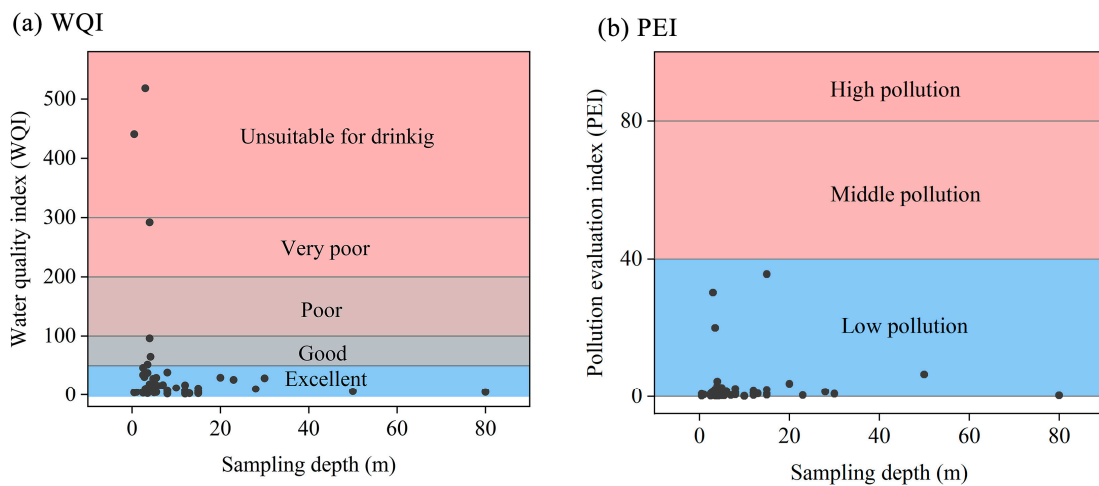 (a) WQI
Water quality index (WQI)
500
400
300
200
100
0
Unsuitable for drinkig
Very poor
Poor
Good
Excellent
0
20
40
60
80
Sampling depth (m)
(b) PEI
Pollution evaluation index (PEI)
80
40
0
High pollution
Middle pollution
Low pollution
0
20
40
60
80
Sampling depth (m)